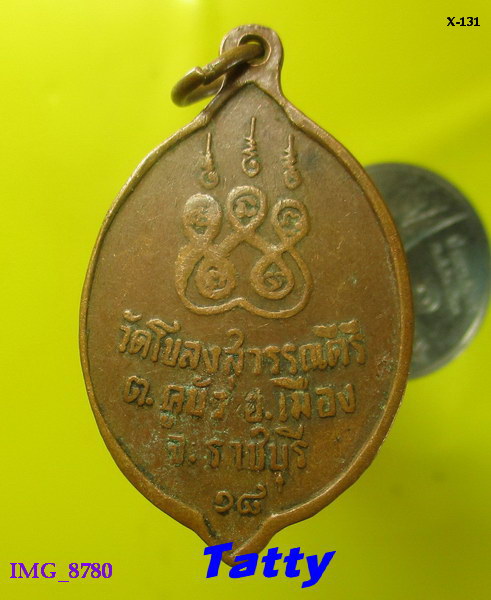 X-131
วัดโขลงสุวรรณคีรี
ต.คูบัว อ.เมือง
จ.ราชบุรี
๑๘
IMG_8780
Tatty